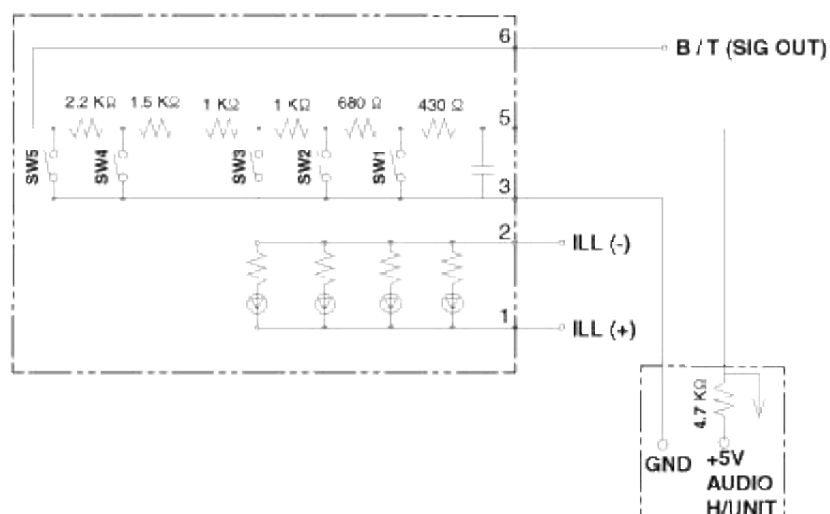 6
B / T (SIG OUT)
2.2 KΩ 1.5 KΩ 1 KΩ 1 KΩ 680 Ω 430 Ω
5
SW5 SW4 SW3 SW2 SW1
3
2
ILL (-)
1
ILL (+)
4.7 KΩ
GND +5V
AUDIO
H/UNIT